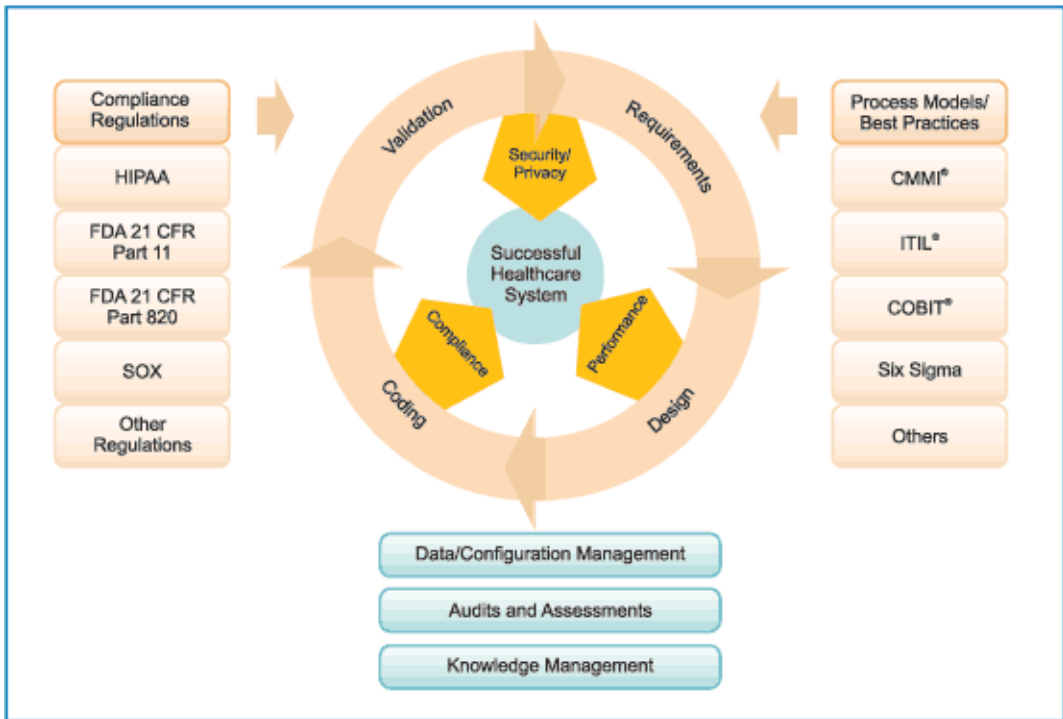 Compliance
Regulations
HIPAA
FDA 21 CFR
Part 11
FDA 21 CFR
Part 820
SOX
Other
Regulations
Validation
Requirements
Design
Coding
Security/
Privacy
Performance
Compliance
Successful
Healthcare
System
Process Models/
Best Practices
CMMI®
ITIL®
COBIT®
Six Sigma
Others
Data/Configuration Management
Audits and Assessments
Knowledge Management